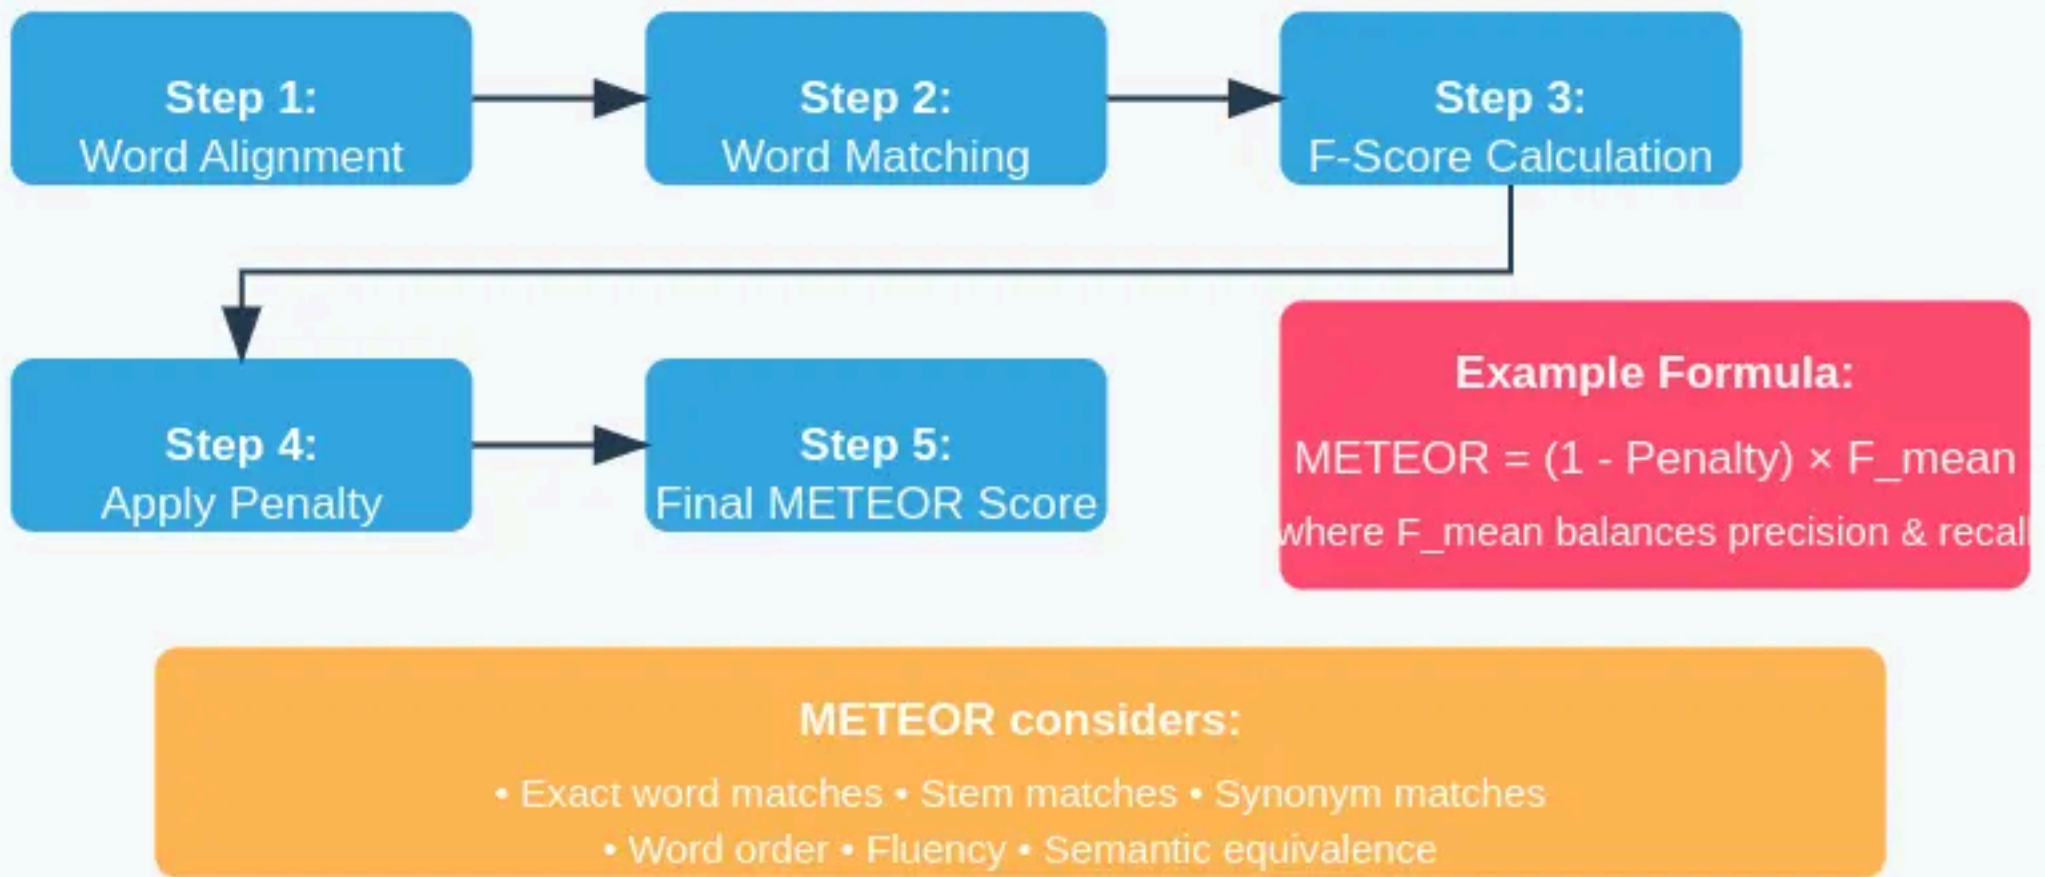 Step 1:
Word Alignment
Step 2:
Word Matching
Step 3:
F-Score Calculation
Step 4:
Apply Penalty
Step 5:
Final METEOR Score
Example Formula:
METEOR = (1 - Penalty) × F_mean
where F_mean balances precision & recall
METEOR considers:
• Exact word matches • Stem matches • Synonym matches
• Word order • Fluency • Semantic equivalence